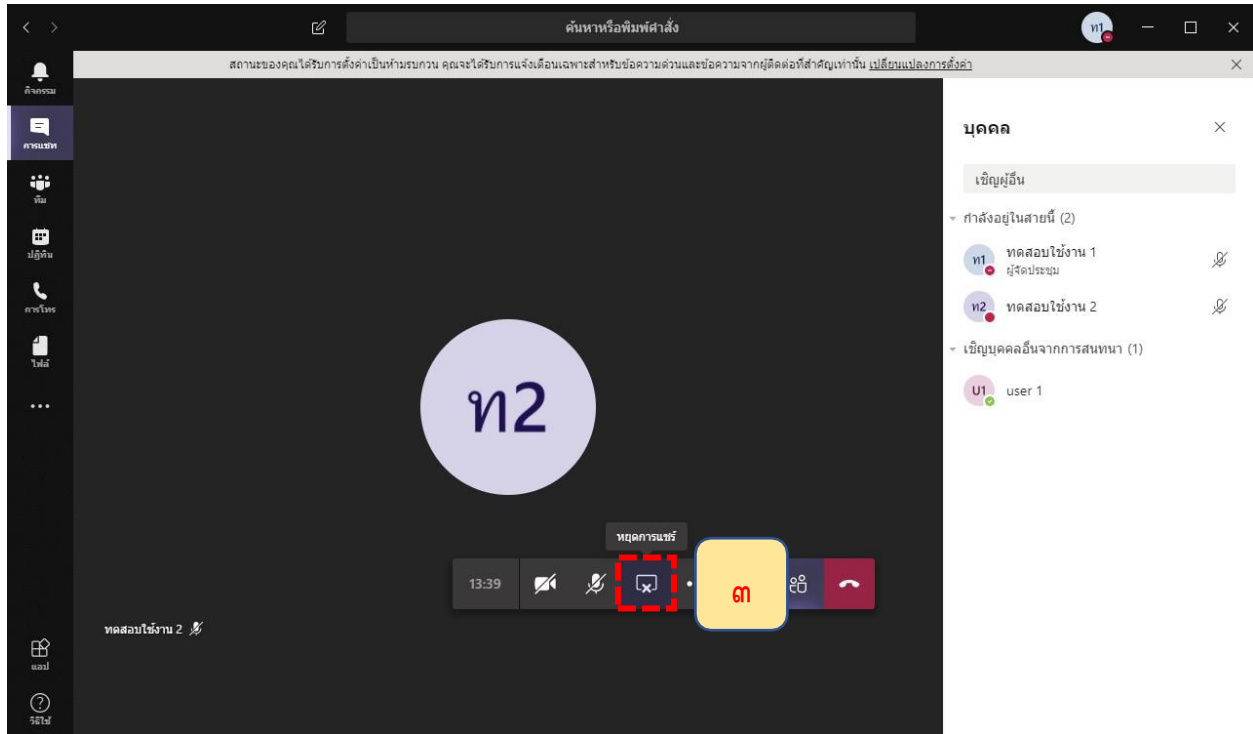 ค้นหาหรือพิมพ์คำสั่ง
ท1
สถานะของคุณได้รับการตั้งค่าเป็นห้ามรบกวน คุณจะได้รับการแจ้งเตือนเฉพาะสำหรับข้อความด่วนและข้อความจากผู้ติดต่อที่สำคัญเท่านั้น เปลี่ยนแปลงการตั้งค่า
กิจกรรม
การแชท
ทีม
ปฏิทิน
การโทร
ไฟล์
แอป
วิธีใช้
ท2
หยุดการแชร์
13:39
๓
ทดสอบใช้งาน 2
บุคคล
เชิญผู้อื่น
กำลังอยู่ในสายนี้ (2)
ท1 ทดสอบใช้งาน 1
ผู้จัดประชุม
ท2 ทดสอบใช้งาน 2
เชิญบุคคลอื่นจากการสนทนา (1)
U1 user 1